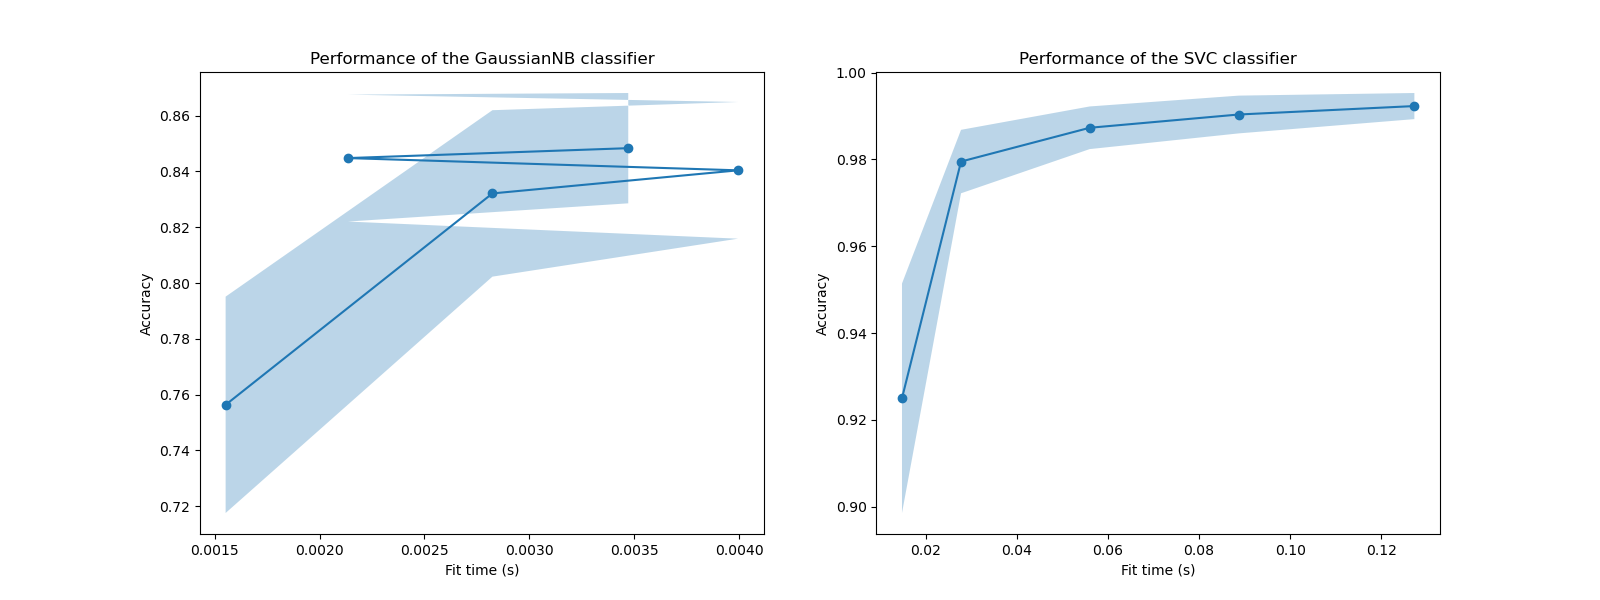 Performance of the GaussianNB classifier
Accuracy
0.86
0.84
0.82
0.80
0.78
0.76
0.74
0.72
0.0015 0.0020 0.0025 0.0030 0.0035 0.0040
Fit time (s)
Performance of the SVC classifier
Accuracy
1.00
0.98
0.96
0.94
0.92
0.90
0.02 0.04 0.06 0.08 0.10 0.12
Fit time (s)